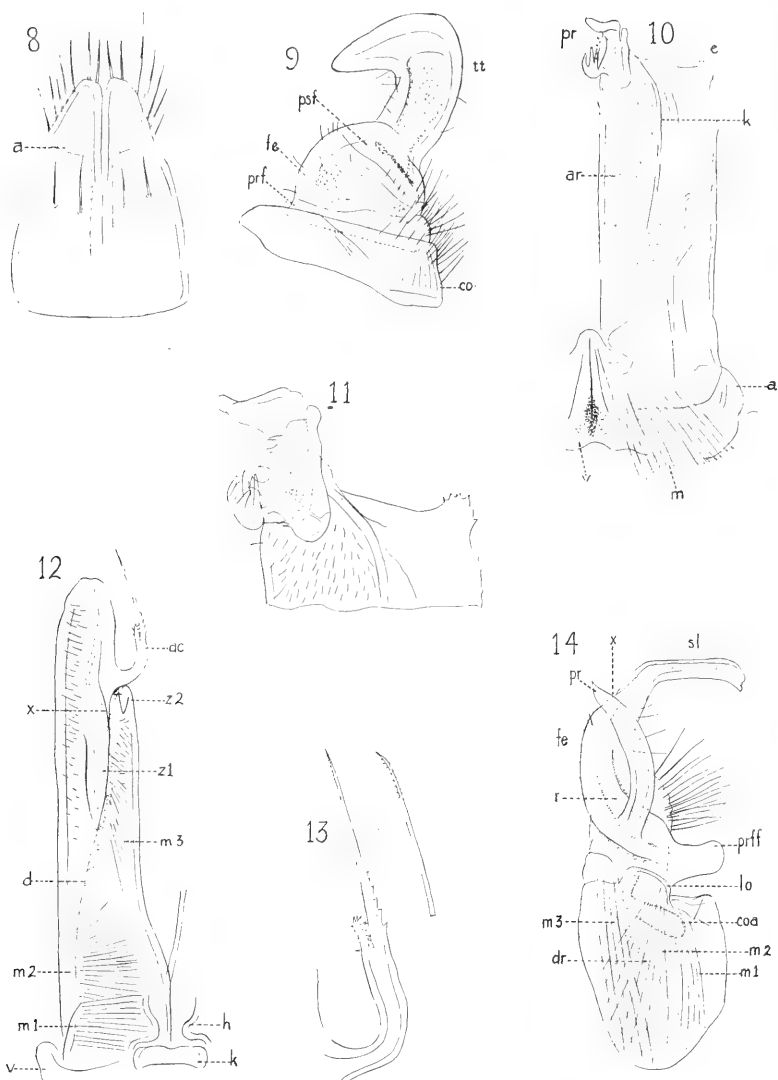 8
a
9
tt
psf
fe
prf
co
10
pr
e
k
ar
a
v
m
11
12
ac
x
z2
z1
m3
d
m2
m1
h
v
k
13
14
x
sl
pr
fe
r
prff
lo
m3
coa
dr
m2
m1